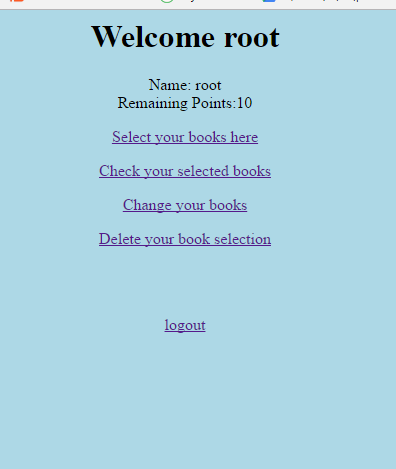 Welcome root
Name: root
Remaining Points:10
Select your books here
Check your selected books
Change your books
Delete your book selection
logout